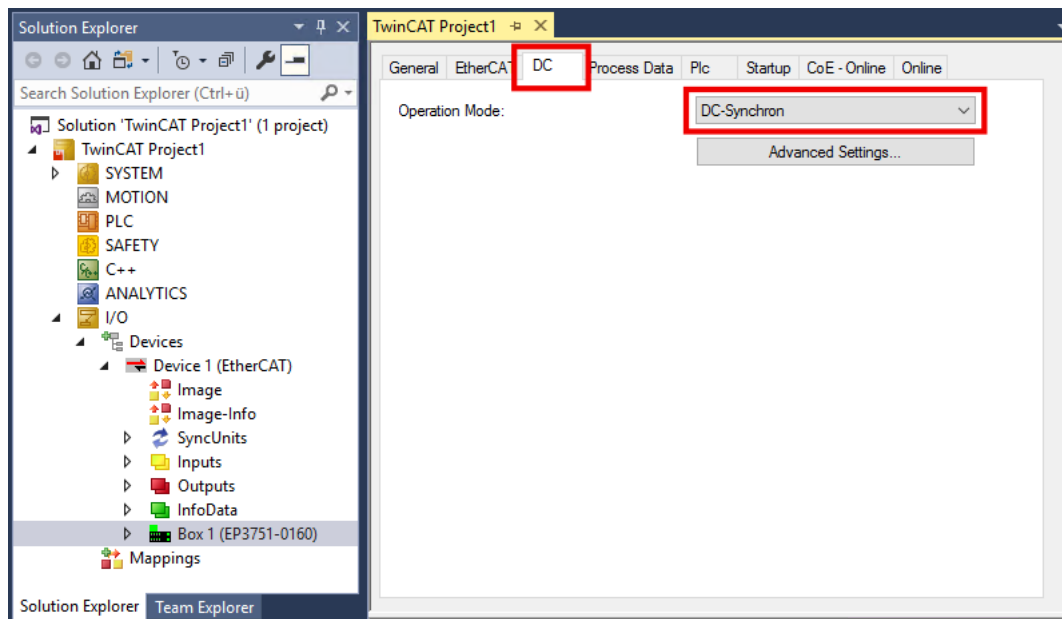 Solution Explorer
Search Solution Explorer (Ctrl+ü)
Solution 'TwinCAT Project1' (1 project)
TwinCAT Project1
SYSTEM
MOTION
PLC
SAFETY
C++
ANALYTICS
I/O
Devices
Device 1 (EtherCAT)
Image
Image-Info
SyncUnits
Inputs
Outputs
InfoData
Box 1 (EP3751-0160)
Mappings
Solution Explorer Team Explorer
TwinCAT Project1
General EtherCAT DC Process Data Plc Startup CoE - Online Online
Operation Mode: DC-Synchron
Advanced Settings...